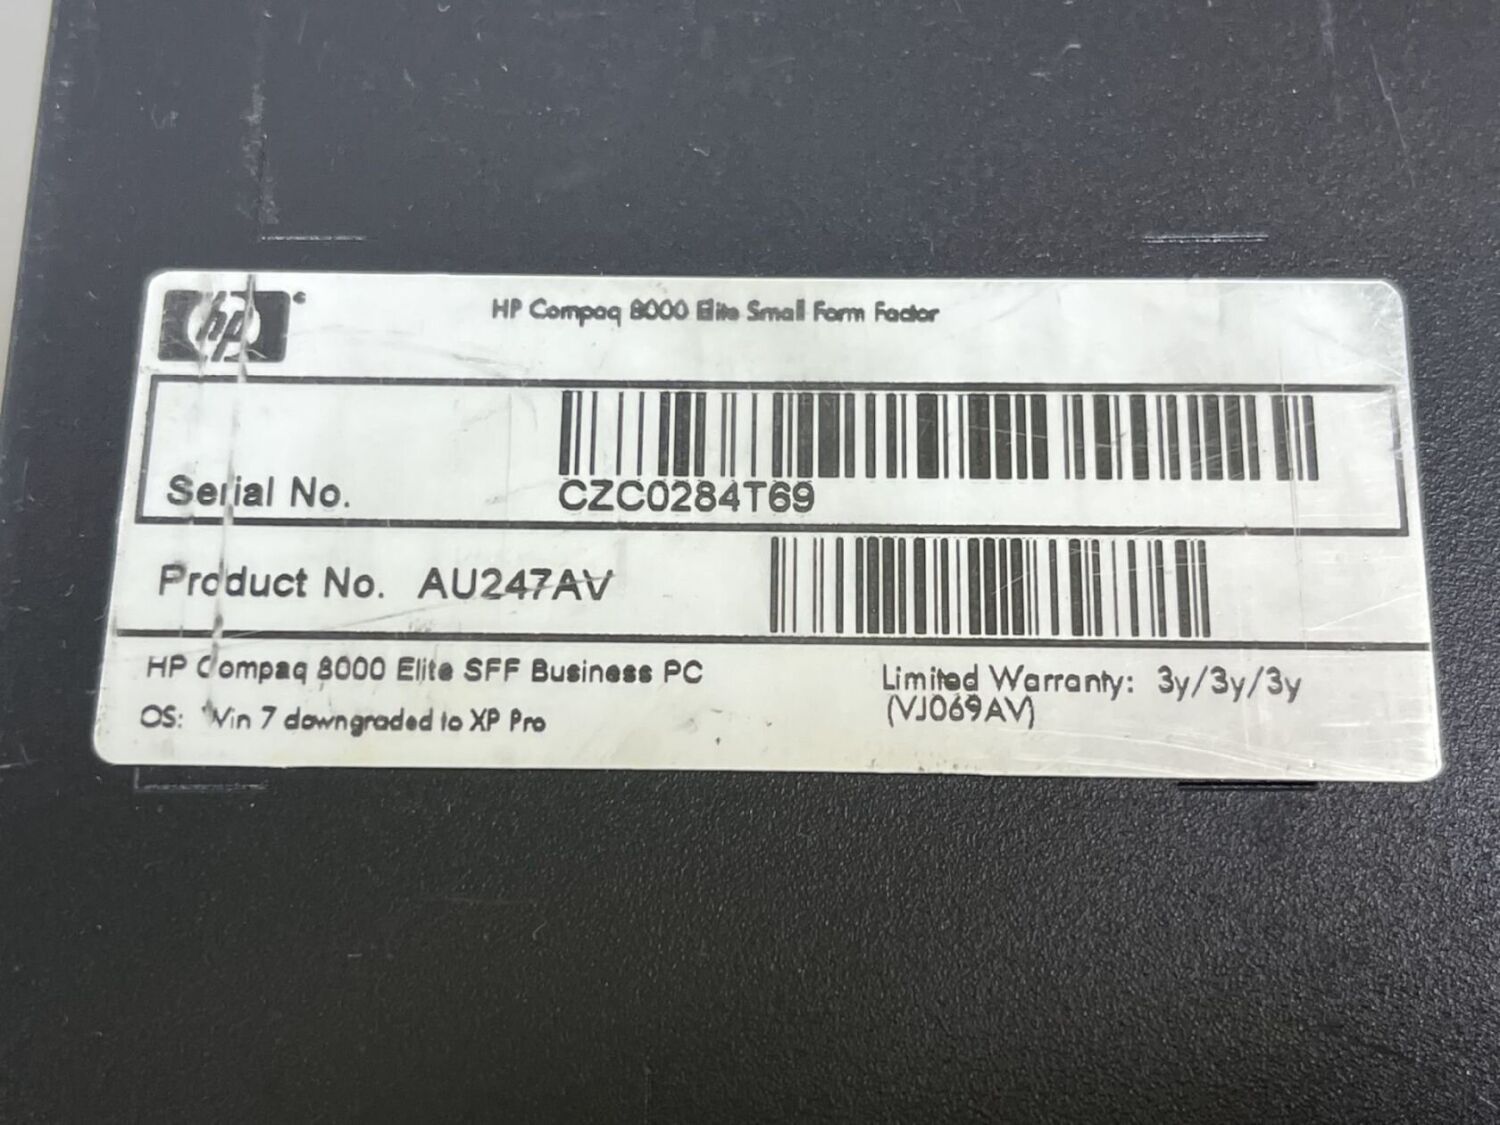 hp
HP Compaq 8000 Elite Small Form Factor
Serial No. CZC0284T69
Product No. AU247AV
HP Compaq 8000 Elite SFF Business PC
OS: Win 7 downgraded to XP Pro
Limited Warranty: 3y/3y/3y
(VJ069AV)